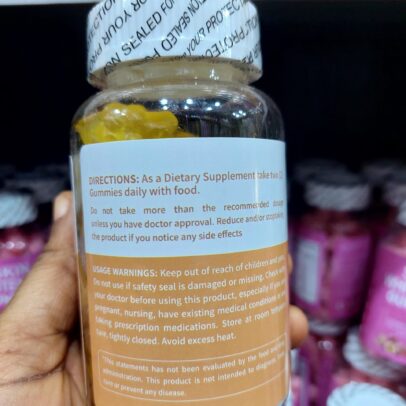 SEALED FOR YOUR PROTECTION
DIRECTIONS: As a Dietary Supplement take two (2)
Gummies daily with food.
Do not take more than the recommended dosage
unless you have doctor approval. Reduce and/or stop taking
the product if you notice any side effects
USAGE WARNINGS: Keep out of reach of children and
Do not use if safety seal is damaged or missing. Check with
your doctor before using this product, especially if you are
pregnant, nursing, have existing medical conditions or are
taking prescription medications. Store at room
tightly closed. Avoid excess heat.
*This statements has not been evaluated by the food and drug
administration. This product is not intended to diagnose, treat,
cure or prevent any disease.
SKIN